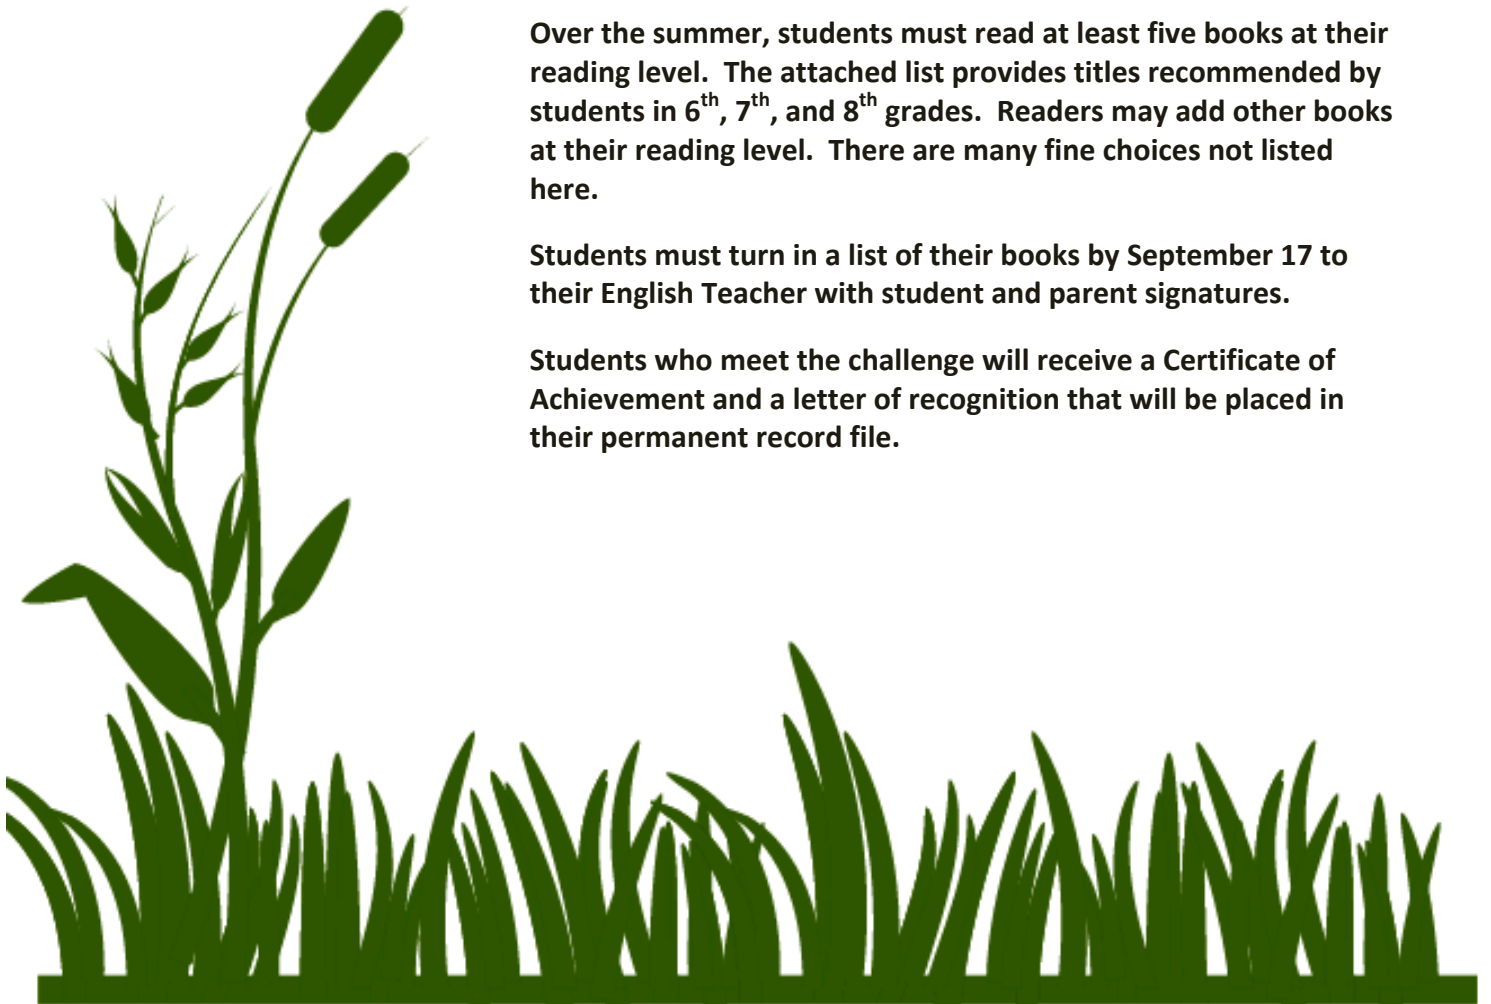 Over the summer, students must read at least five books at their
reading level.  The attached list provides titles recommended by
students in 6th, 7th, and 8th grades.  Readers may add other books
at their reading level.  There are many fine choices not listed
here.
Students must turn in a list of their books by September 17 to
their English Teacher with student and parent signatures.
Students who meet the challenge will receive a Certificate of
Achievement and a letter of recognition that will be placed in
their permanent record file.